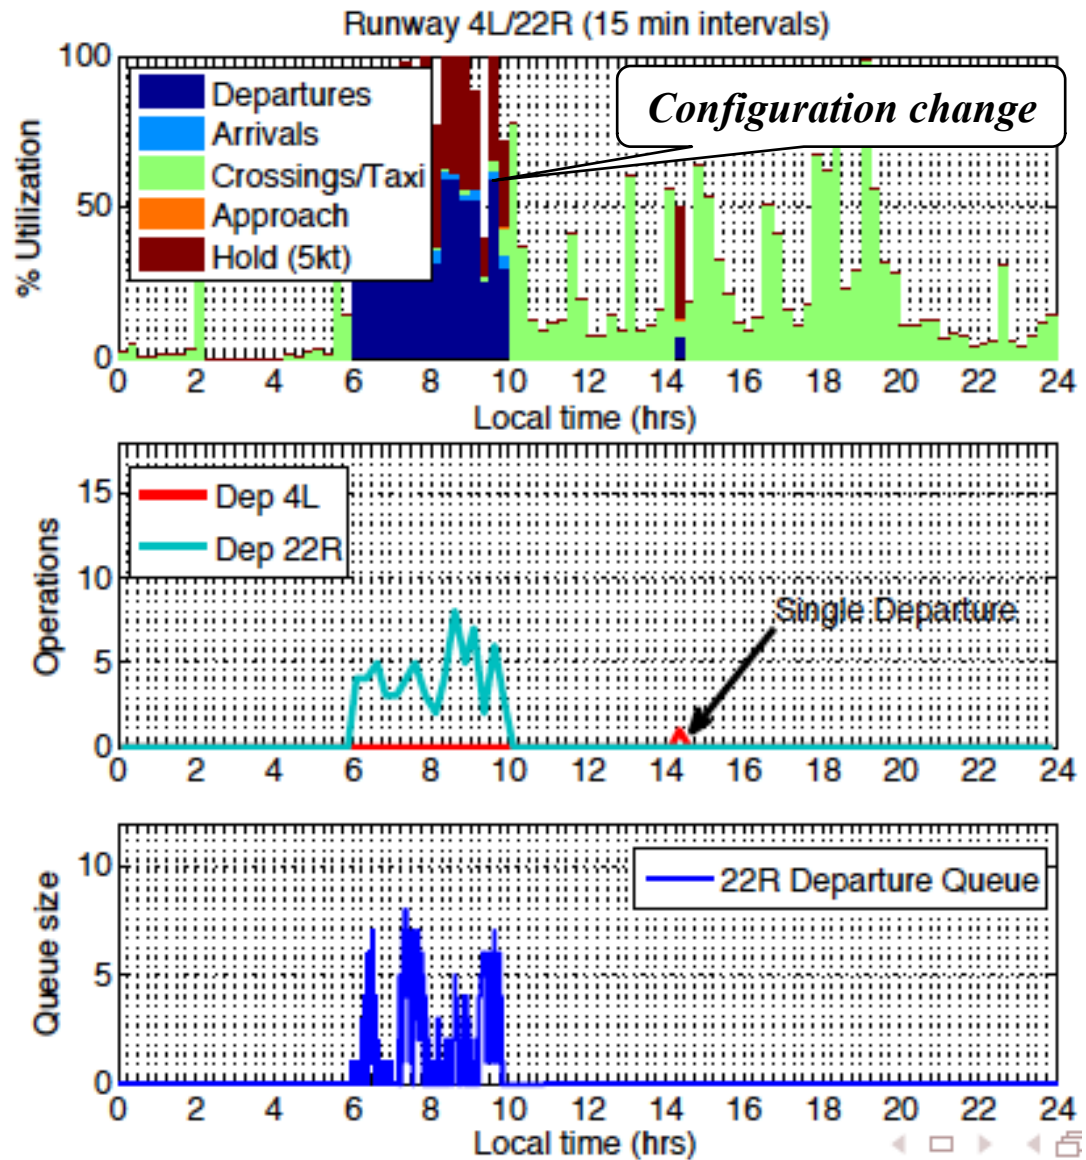 Runway 4L/22R (15 min intervals)
% Utilization
100
50
0
Departures
Arrivals
Crossings/Taxi
Approach
Hold (5kt)
Configuration change
0 2 4 6 8 10 12 14 16 18 20 22 24
Local time (hrs)
Operations
15
10
5
0
Dep 4L
Dep 22R
Single Departure
0 2 4 6 8 10 12 14 16 18 20 22 24
Queue size
10
5
0
22R Departure Queue
0 2 4 6 8 10 12 14 16 18 20 22 24
Local time (hrs)